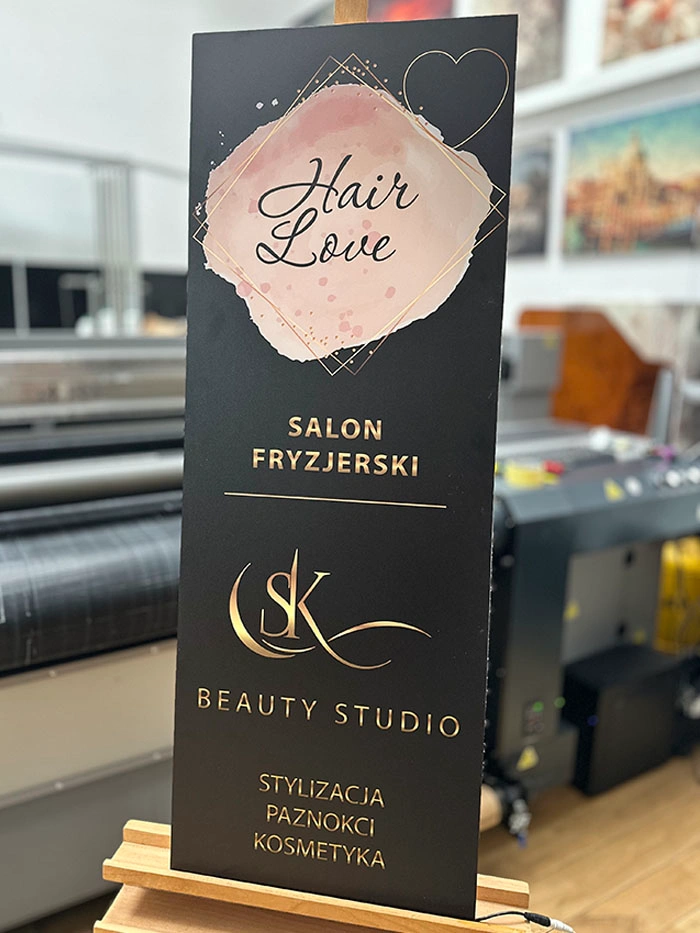 Hair
Love
SALON
FRYZJERSKI
SK
BEAUTY STUDIO
STYLIZACJA
PAZNOKCI
KOSMETYKA